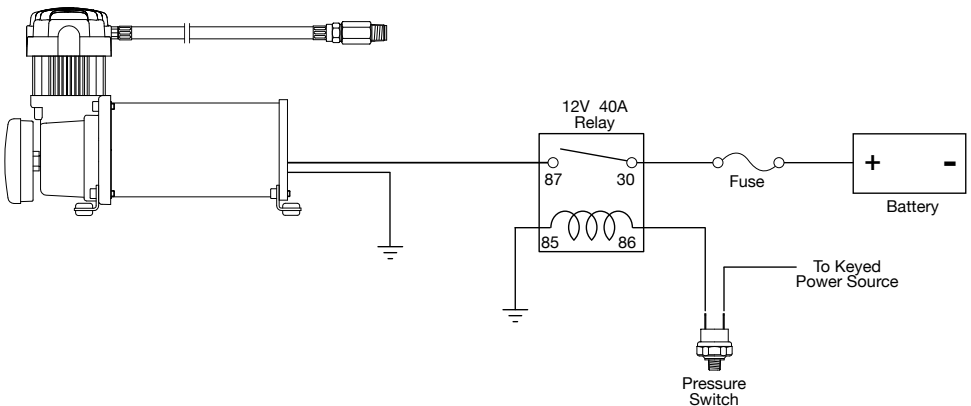 12V 40A
Relay
87
30
+
-
Fuse
Battery
85
86
To Keyed
Power Source
Pressure
Switch